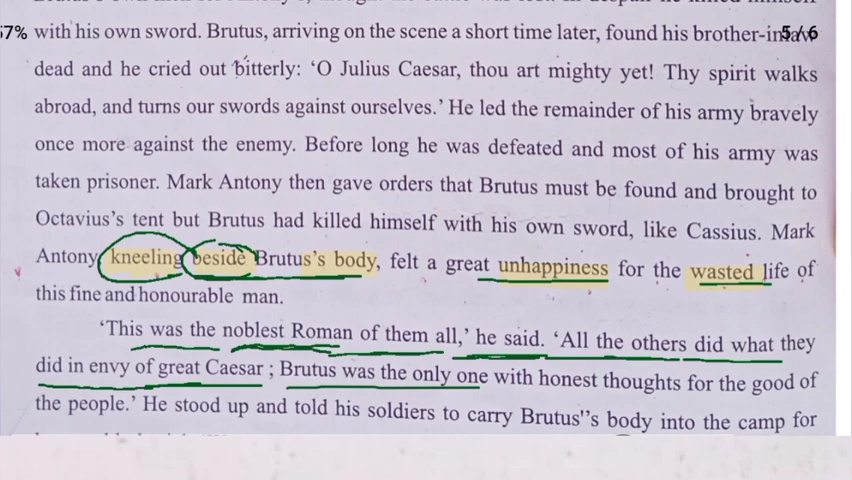 with his own sword. Brutus, arriving on the scene a short time later, found his brother-in-law
dead and he cried out bitterly: ‘O Julius Caesar, thou art mighty yet! Thy spirit walks
abroad, and turns our swords against ourselves.’ He led the remainder of his army bravely
once more against the enemy. Before long he was defeated and most of his army was
taken prisoner. Mark Antony then gave orders that Brutus must be found and brought to
Octavius’s tent but Brutus had killed himself with his own sword, like Cassius. Mark
Antony kneeling beside Brutus’s body, felt a great unhappiness for the wasted life of
this fine and honourable man.
‘This was the noblest Roman of them all,’ he said. ‘All the others did what they
did in envy of great Caesar ; Brutus was the only one with honest thoughts for the good of
the people.’ He stood up and told his soldiers to carry Brutus''s body into the camp for
57%
5/6